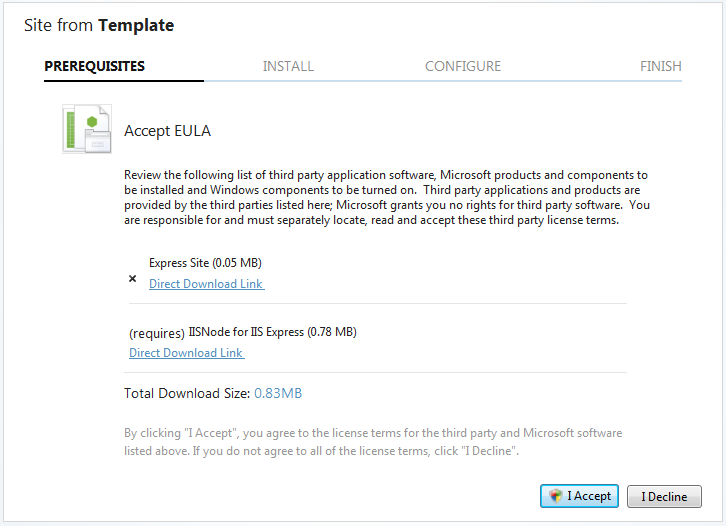 Site from Template
PREREQUISITES INSTALL CONFIGURE FINISH
Accept EULA
Review the following list of third party application software, Microsoft products and components to
be installed and Windows components to be turned on.  Third party applications and products are
provided by the third parties listed here; Microsoft grants you no rights for third party software.  You
are responsible for and must separately locate, read and accept these third party license terms.
Express Site (0.05 MB)
Direct Download Link
(requires) IISNode for IIS Express (0.78 MB)
Direct Download Link
Total Download Size: 0.83MB
By clicking "I Accept", you agree to the license terms for the third party and Microsoft software
listed above. If you do not agree to all of the license terms, click "I Decline".
I Accept I Decline